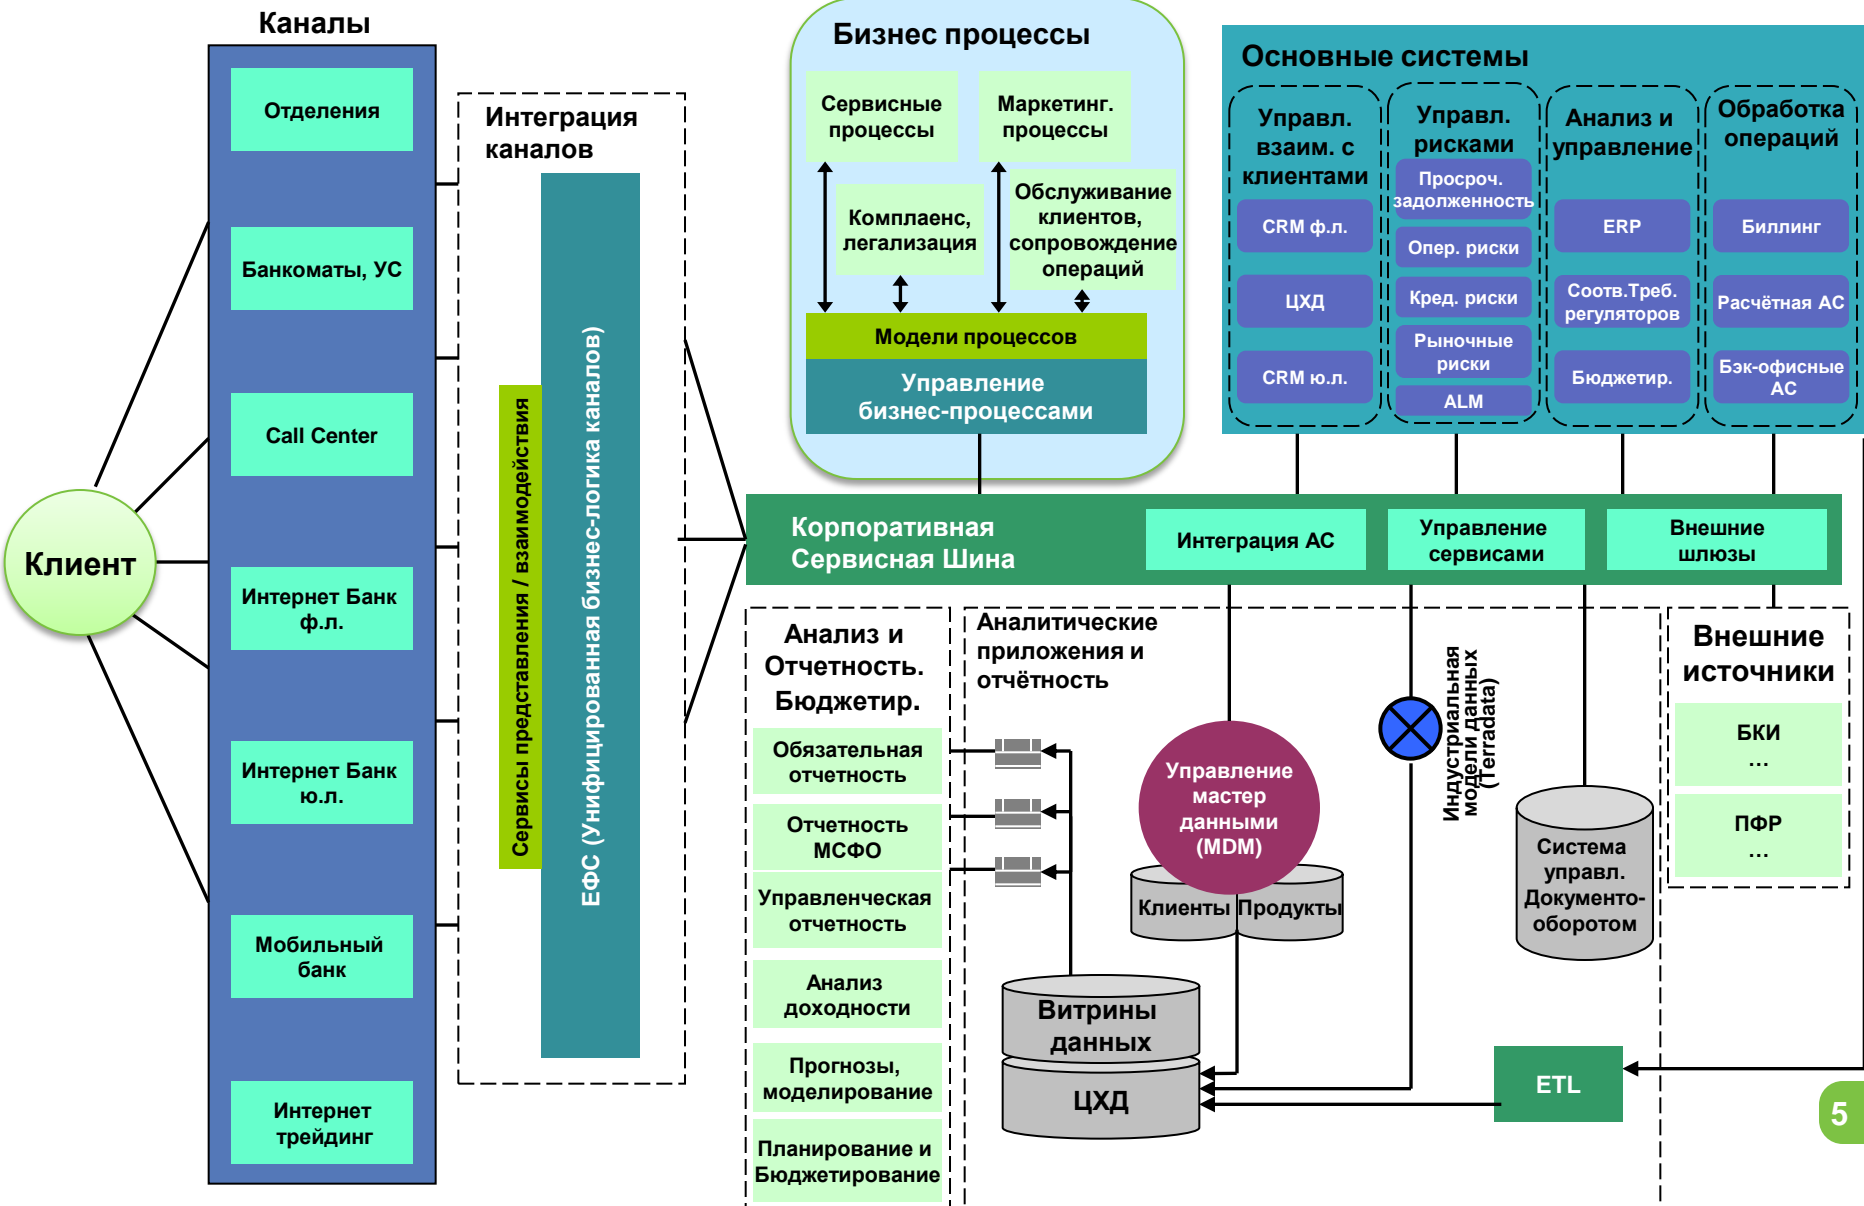 Каналы
Отделения
Банкоматы, УС
Call Center
Интернет Банк
ф.л.
Интернет Банк
ю.л.
Мобильный
банк
Интернет
трейдинг
Клиент
Интеграция
каналов
Сервисы представления / взаимодействия
ЕФС (Унифицированная бизнес-логика каналов)
Бизнес процессы
Сервисные
процессы
Маркетинг.
процессы
Комплаенс,
легализация
Обслуживание
клиентов,
сопровождение
операций
Модели процессов
Управление
бизнес-процессами
Основные системы
Управл.
взаим. с
клиентами
CRM ф.л.
ЦХД
CRM ю.л.
Управл.
рисками
Просроч.
задолженность
Опер. риски
Кред. риски
Рыночные
риски
ALM
Анализ и
управление
ERP
Соотв.Треб.
регуляторов
Бюджетир.
Обработка
операций
Биллинг
Расчётная АС
Бэк-офисные
АС
Корпоративная
Сервисная Шина
Интеграция АС
Управление
сервисами
Внешние
шлюзы
Анализ и
Отчетность.
Бюджетир.
Обязательная
отчетность
Отчетность
МСФО
Управленческая
отчетность
Анализ
доходности
Прогнозы,
моделирование
Планирование и
Бюджетирование
Аналитические
приложения и
отчётность
Управление
мастер
данными
(MDM)
Клиенты
Продукты
Витрины
данных
ЦХД
Индустриальная
модели данных
(Terradata)
Система
управл.
Документо-
оборотом
ETL
Внешние
источники
БКИ
...
ПФР
...
5